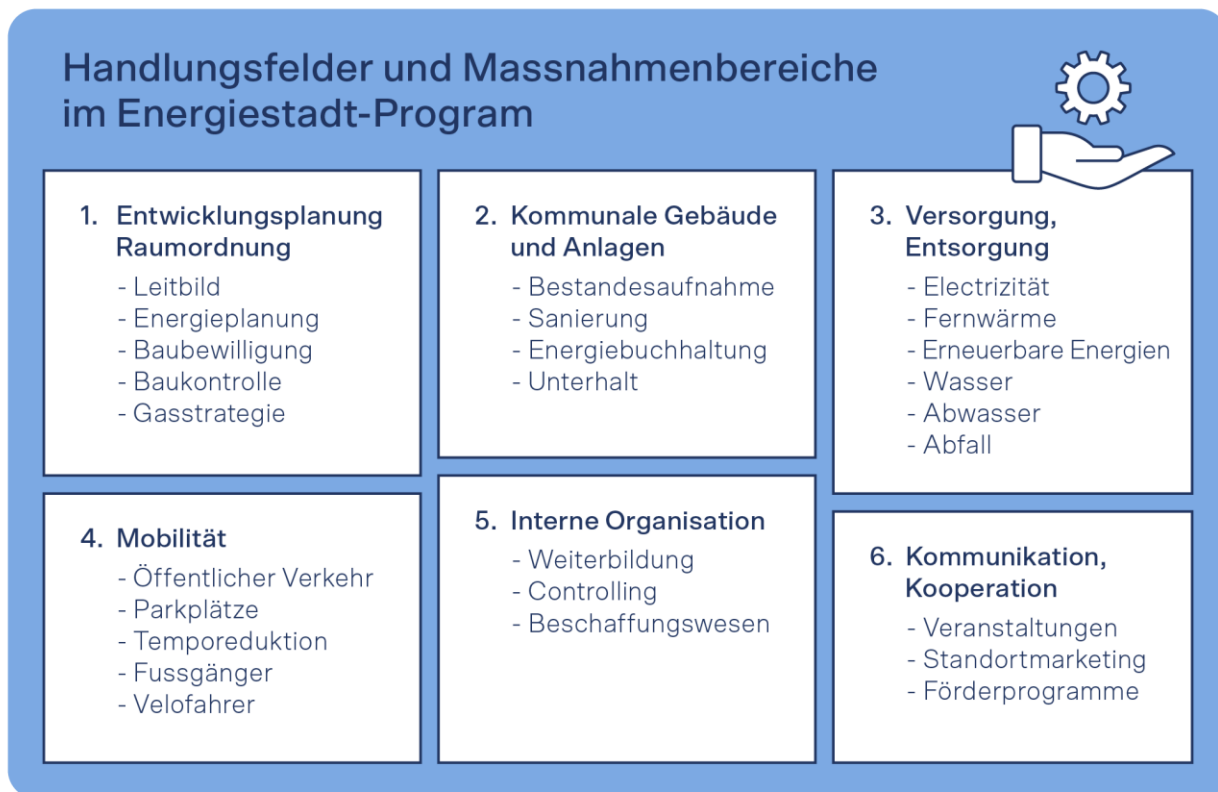 Handlungsfelder und Massnahmenbereiche
im Energiestadt-Program
1. Entwicklungsplanung
Raumordnung
- Leitbild
- Energieplanung
- Baubewilligung
- Baukontrolle
- Gasstrategie
2. Kommunale Gebäude
und Anlagen
- Bestandesaufnahme
- Sanierung
- Energiebuchhaltung
- Unterhalt
3. Versorgung,
Entsorgung
- Electrizität
- Fernwärme
- Erneuerbare Energien
- Wasser
- Abwasser
- Abfall
4. Mobilität
- Öffentlicher Verkehr
- Parkplätze
- Temporeduktion
- Fussgänger
- Velofahrer
5. Interne Organisation
- Weiterbildung
- Controlling
- Beschaffungswesen
6. Kommunikation,
Kooperation
- Veranstaltungen
- Standortmarketing
- Förderprogramme